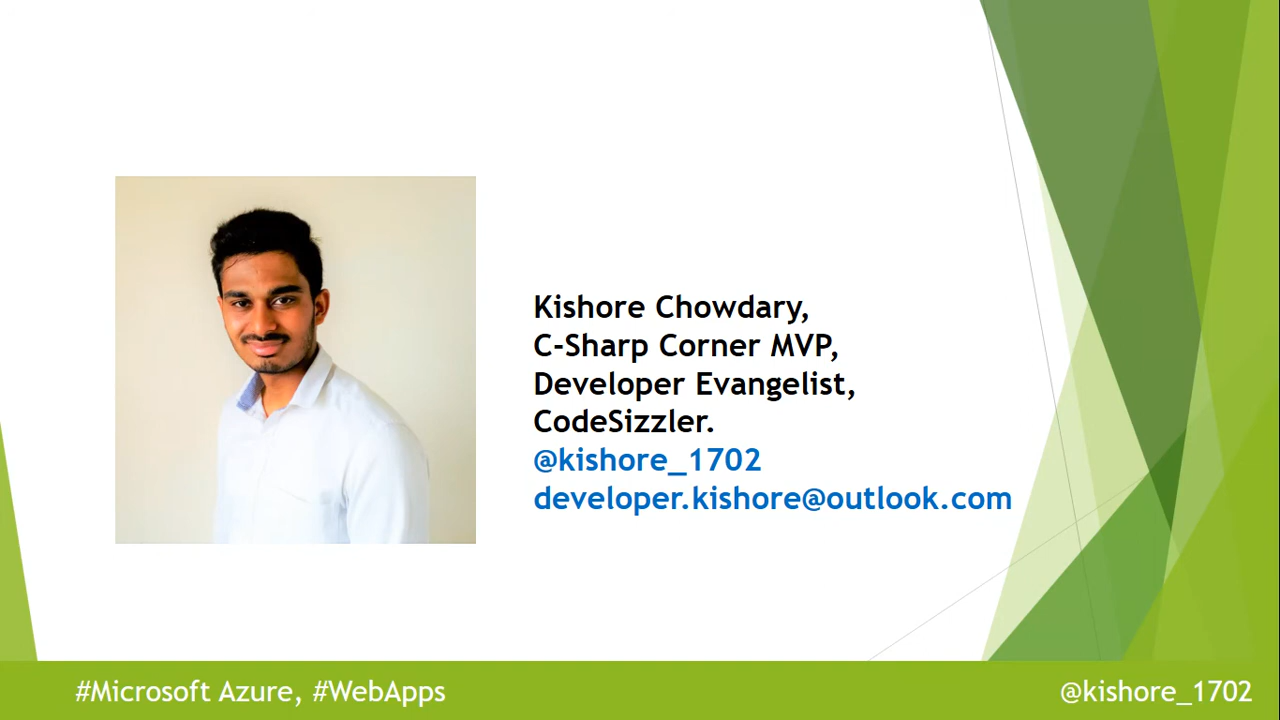 Kishore Chowdary,
C-Sharp Corner MVP,
Developer Evangelist,
CodeSizzler.
@kishore_1702
developer.kishore@outlook.com
#Microsoft Azure, #WebApps
@kishore_1702